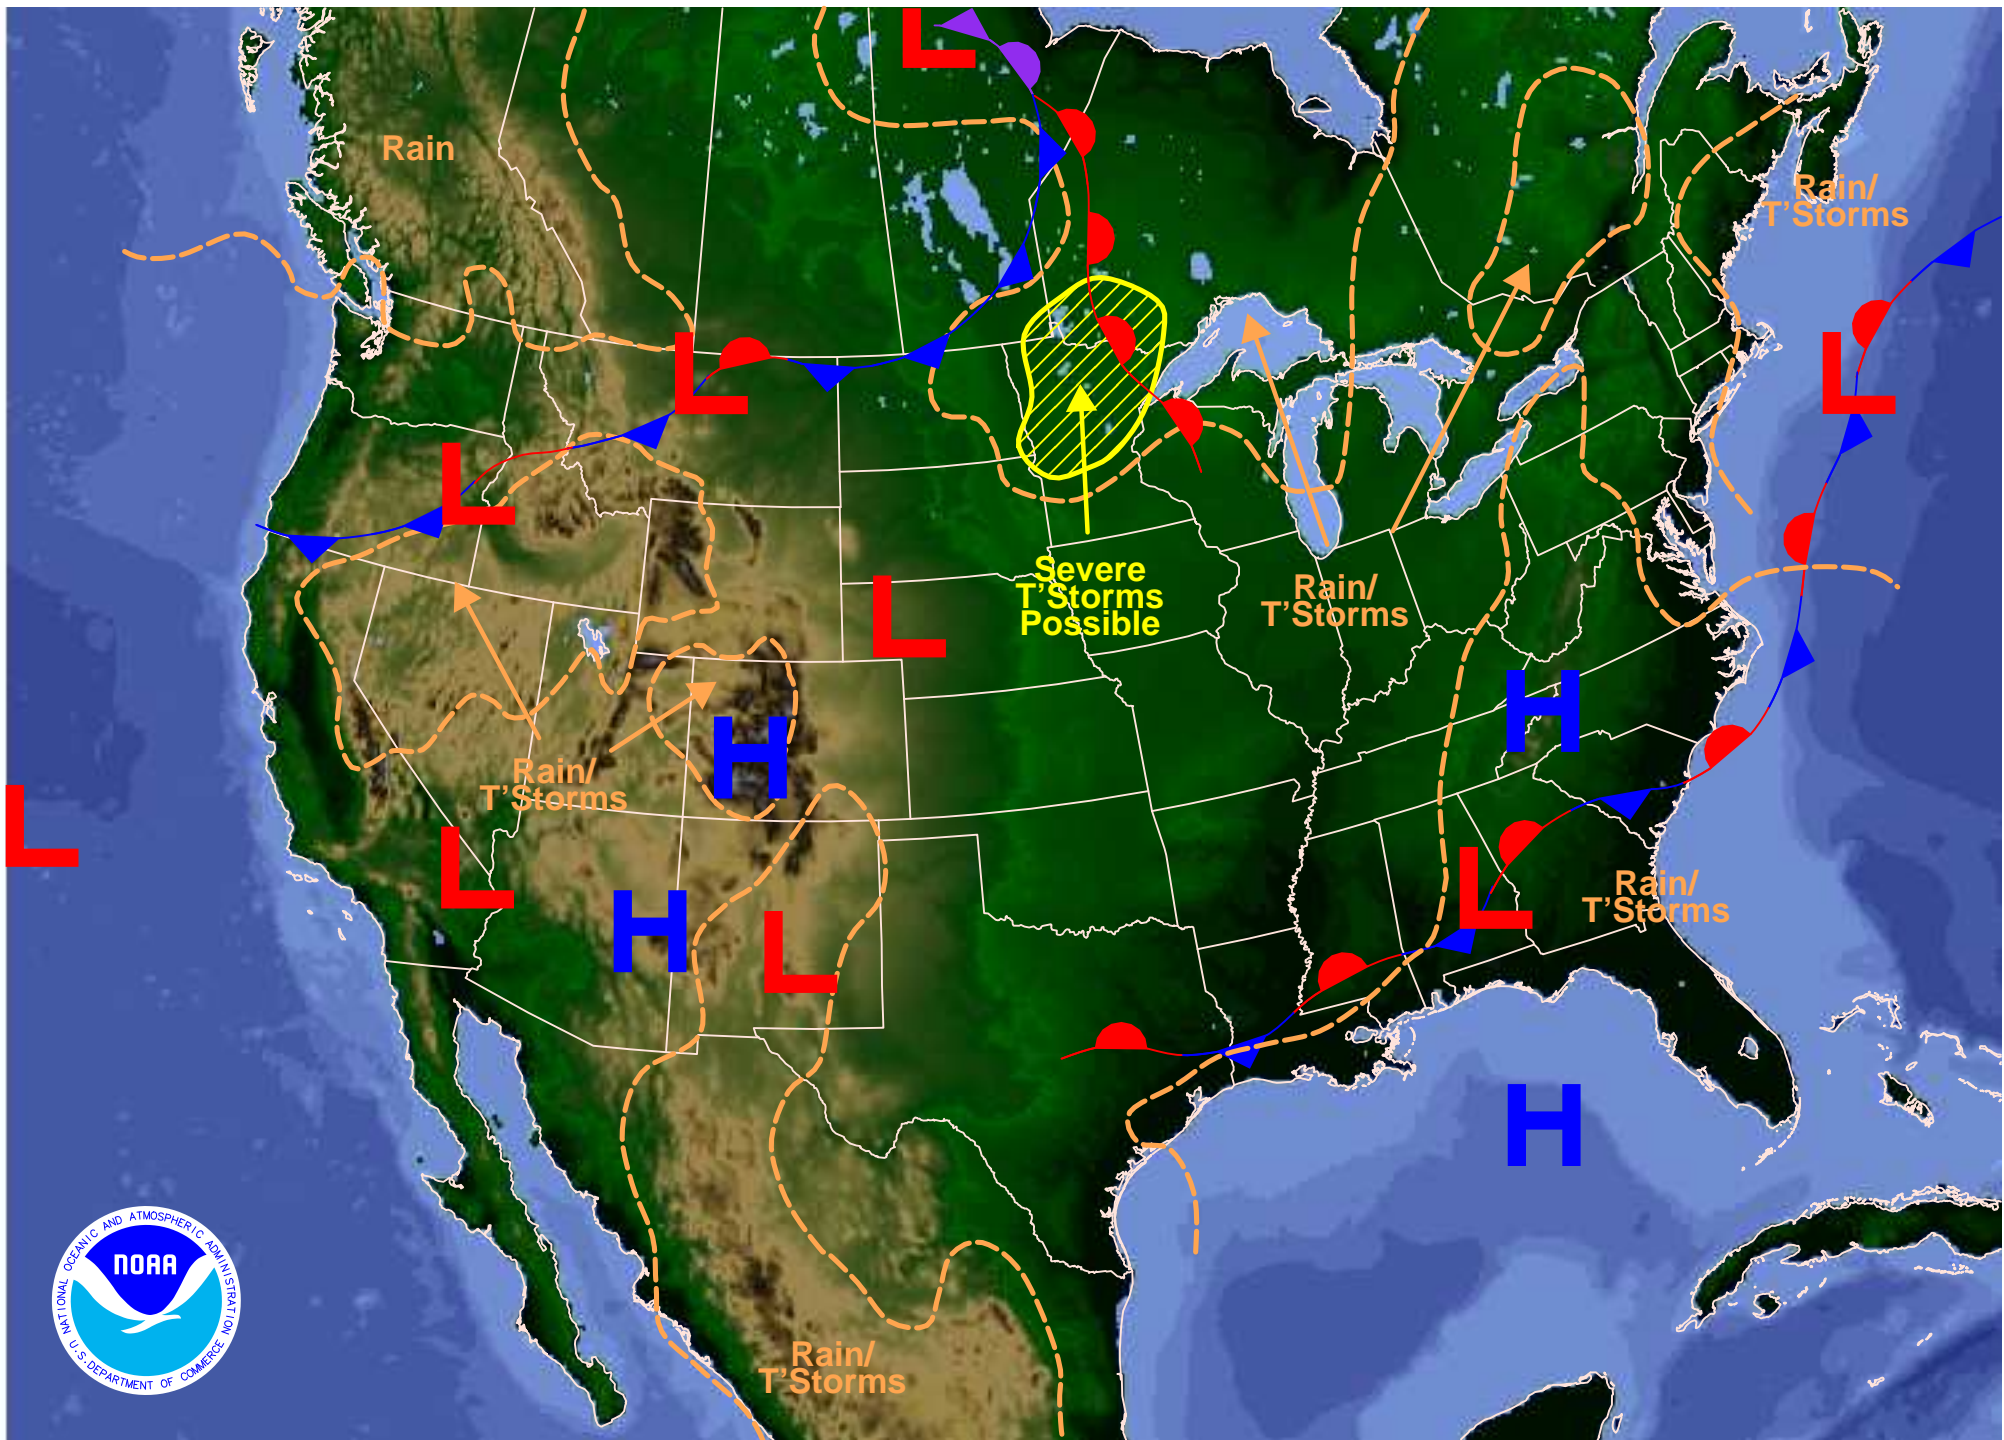 L
Rain
Rain/
T'Storms
L
L
L
L
Severe
T'Storms
Possible
Rain/
T'Storms
H
H
Rain/
T'Storms
L
L
H
L
L
Rain/
T'Storms
H
Rain/
T'Storms
NATIONAL OCEANIC AND ATMOSPHERIC ADMINISTRATION
NOAA
U.S. DEPARTMENT OF COMMERCE